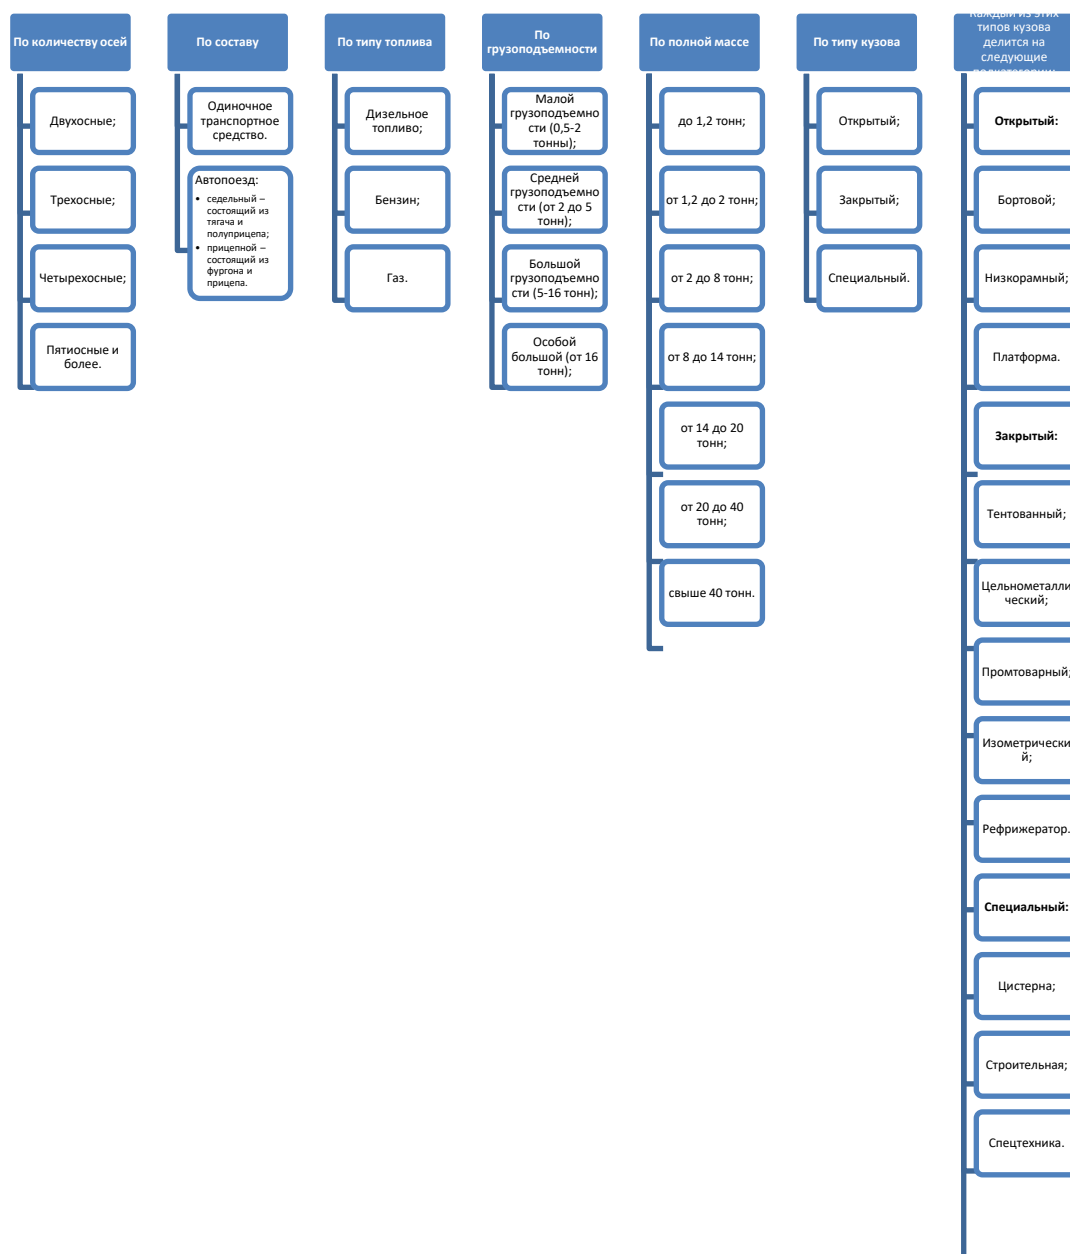 По количеству осей
Двухосные;
Трехосные;
Четырехосные;
Пятиосные и
более.
По составу
Одиночное
транспортное
средство.
Автопоезд:
• седельный –
состоящий из
тягача и
полуприцепа;
• прицепной –
состоящий из
фургона и
прицепа.
По типу топлива
Дизельное
топливо;
Бензин;
Газ.
По
грузоподъемности
Малой
грузоподъемно
сти (0,5-2
тонны);
Средней
грузоподъемно
сти (от 2 до 5
тонн);
Большой
грузоподъемно
сти (5-16 тонн);
Особой
большой (от 16
тонн);
По полной массе
до 1,2 тонн;
от 1,2 до 2 тонн;
от 2 до 8 тонн;
от 8 до 14 тонн;
от 14 до 20
тонн;
от 20 до 40
тонн;
свыше 40 тонн.
По типу кузова
Открытый;
Закрытый;
Специальный.
Каждый из этих
типов кузова
делится на
следующие
подкатегории:
Открытый:
Бортовой;
Низкорамный;
Платформа.
Закрытый:
Тентованный;
Цельнометалли
ческий;
Промтоварный;
Изометрически
й;
Рефрижератор.
Специальный:
Цистерна;
Строительная;
Спецтехника.